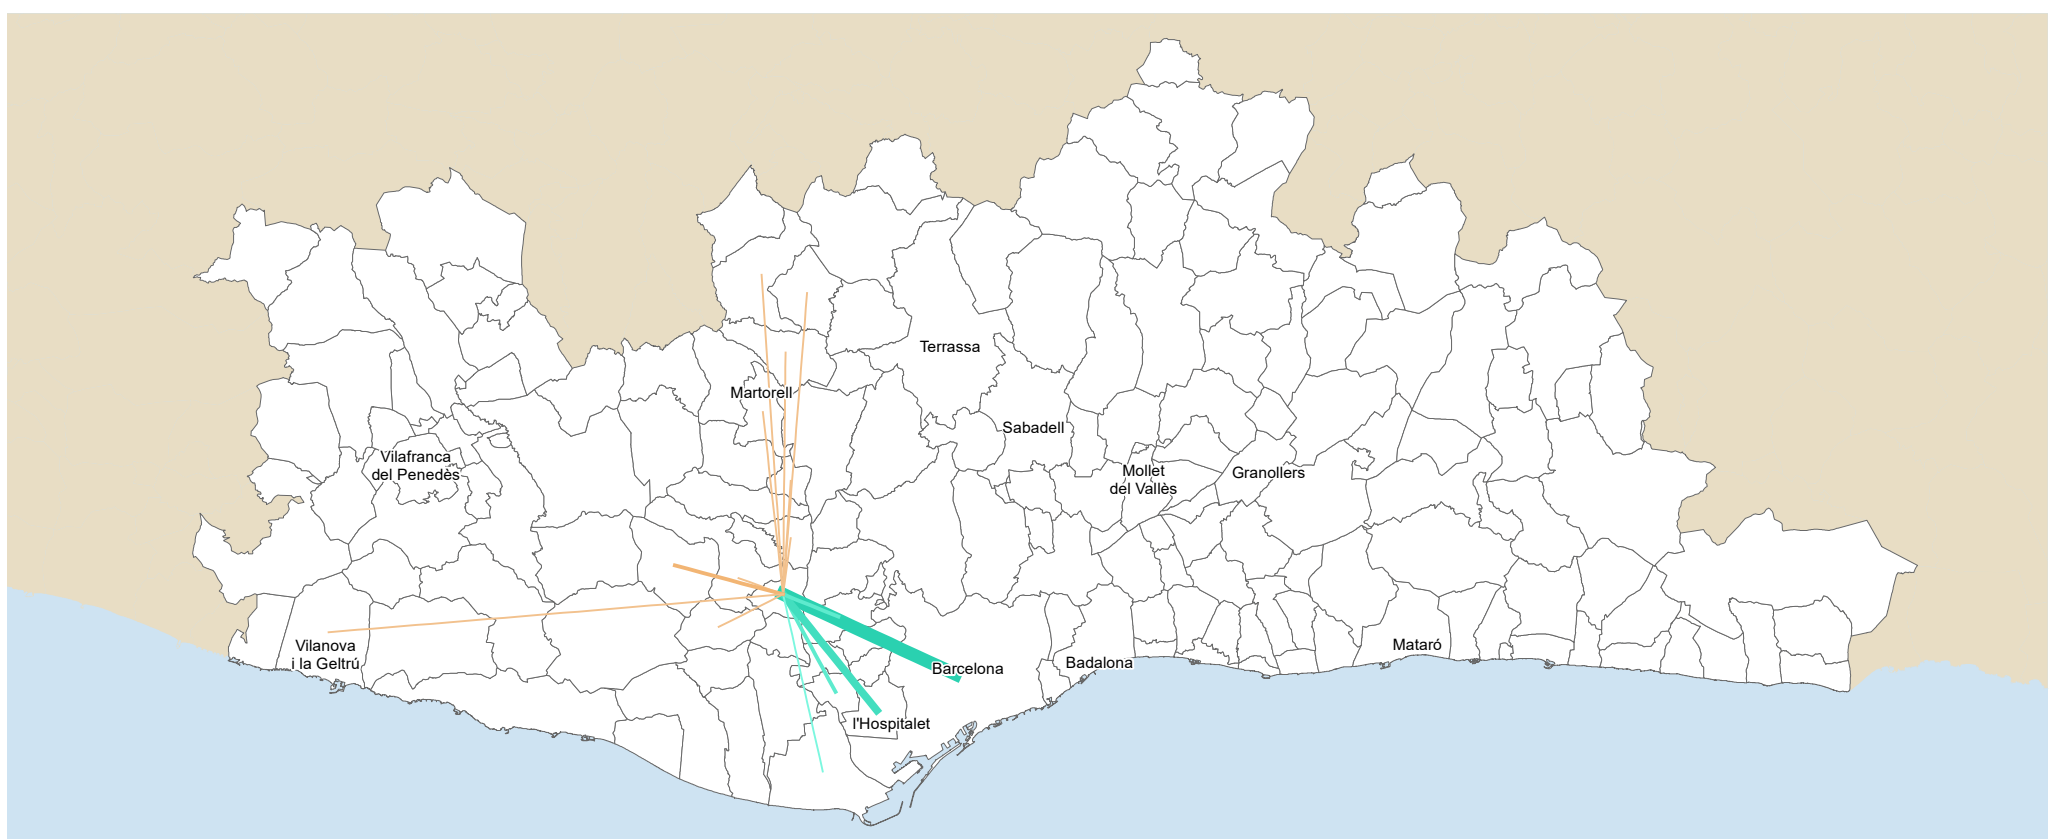 Terrassa
Martorell
Sabadell
Vilafranca
del Penedès
Mollet
del Vallès
Granollers
Vilanova
i la Geltrú
Barcelona
Badalona
Mataró
l'Hospitalet